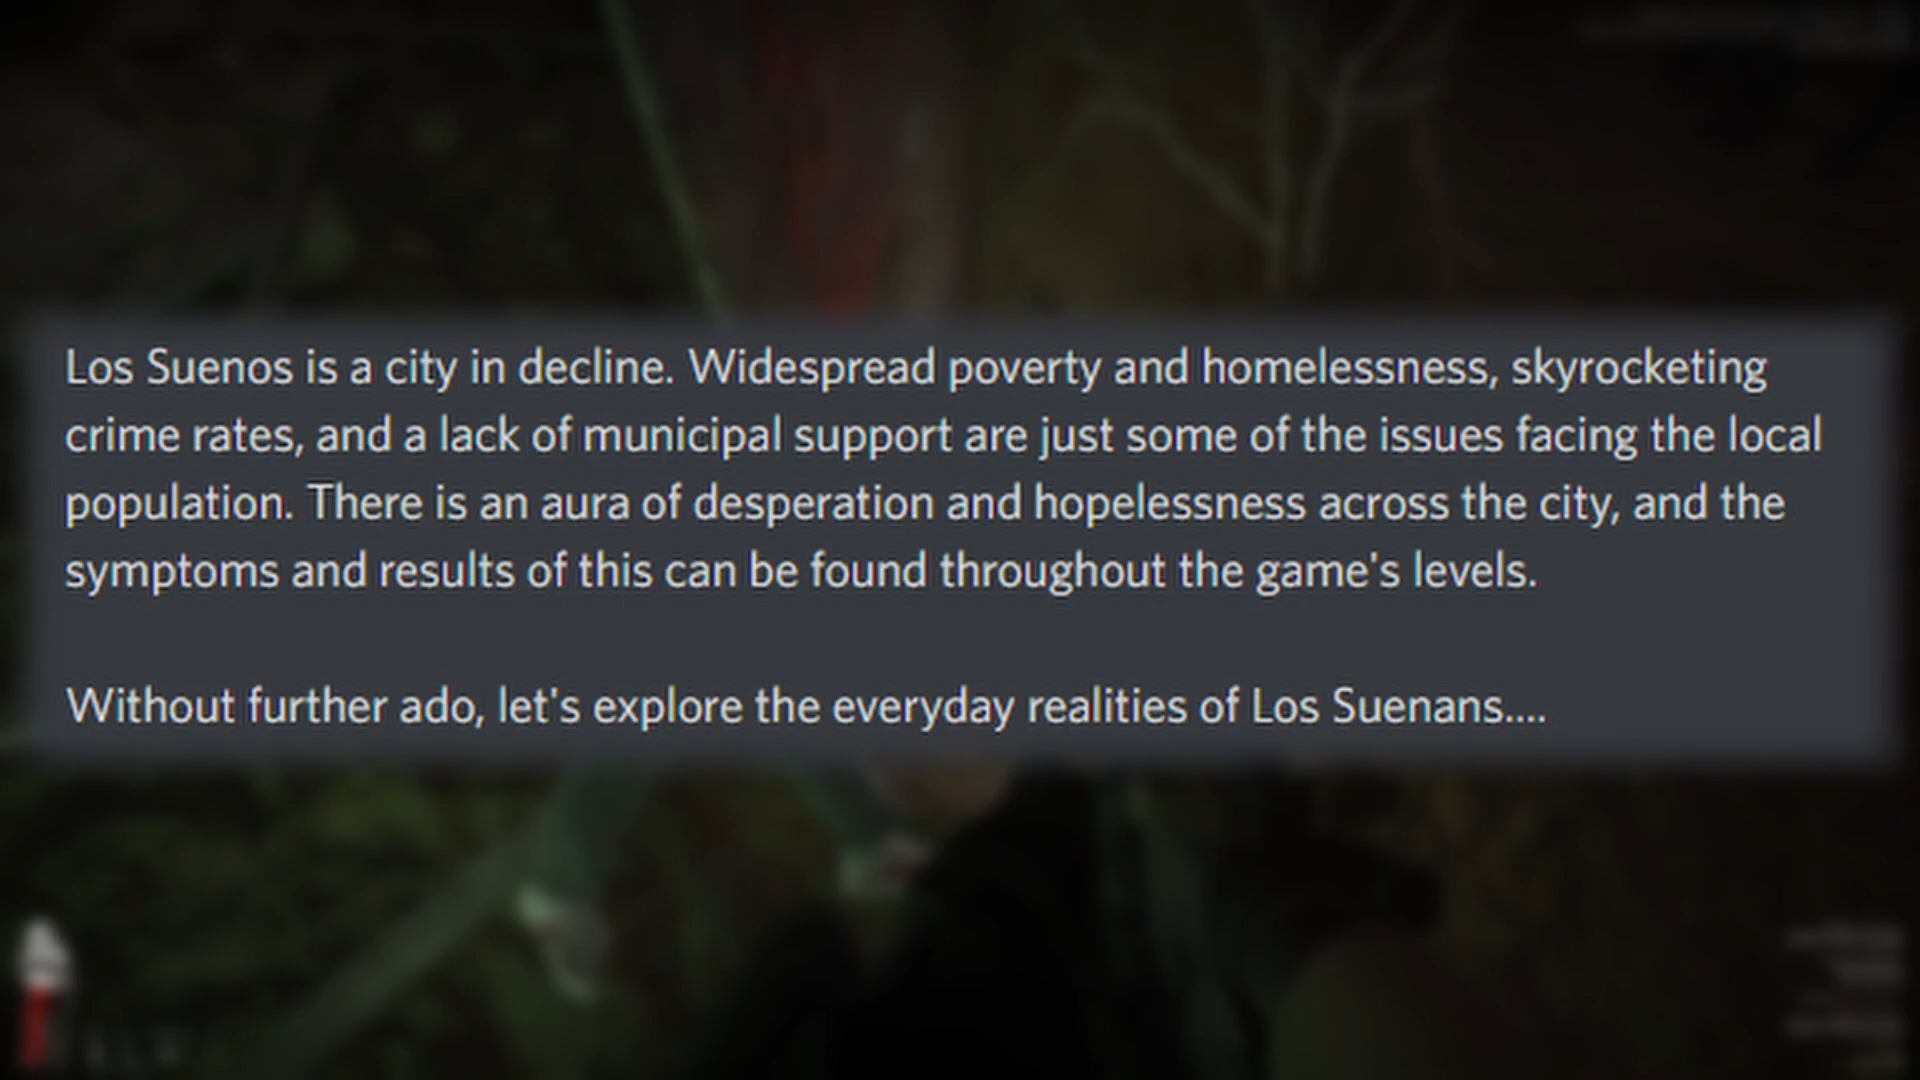 Los Suenos is a city in decline. Widespread poverty and homelessness, skyrocketing
crime rates, and a lack of municipal support are just some of the issues facing the local
population. There is an aura of desperation and hopelessness across the city, and the
symptoms and results of this can be found throughout the game's levels.
Without further ado, let's explore the everyday realities of Los Suenans....